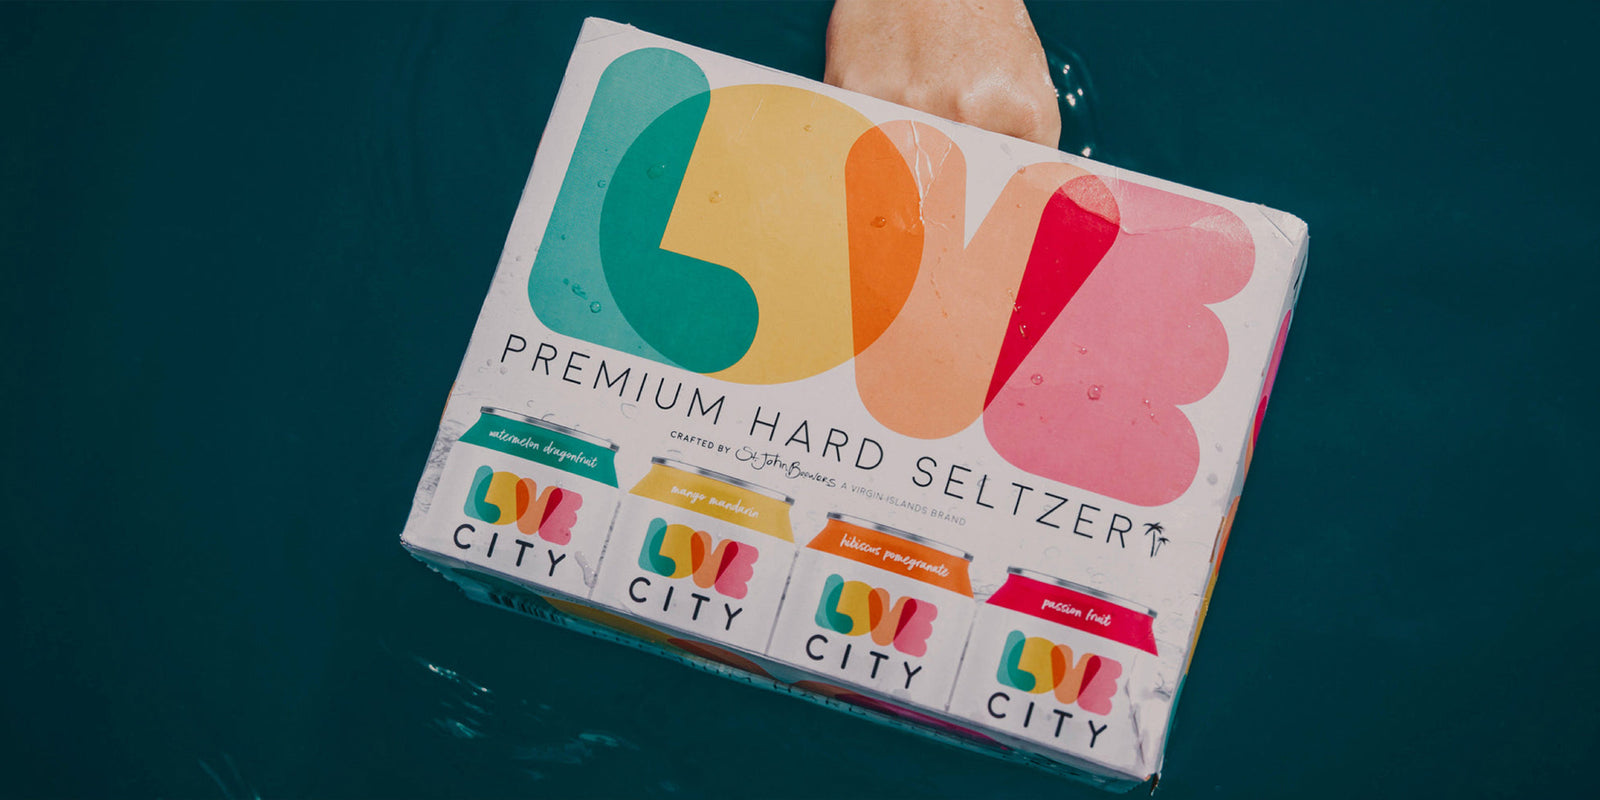 LOVE
PREMIUM HARD SELTZER
CRAFTED BY St John Brewers A VIRGIN ISLANDS BRAND
watermelon dragonfruit
LOVE
CITY
mango mandarin
LOVE
CITY
hibiscus pomegranate
LOVE
CITY
passion fruit
LOVE
CITY